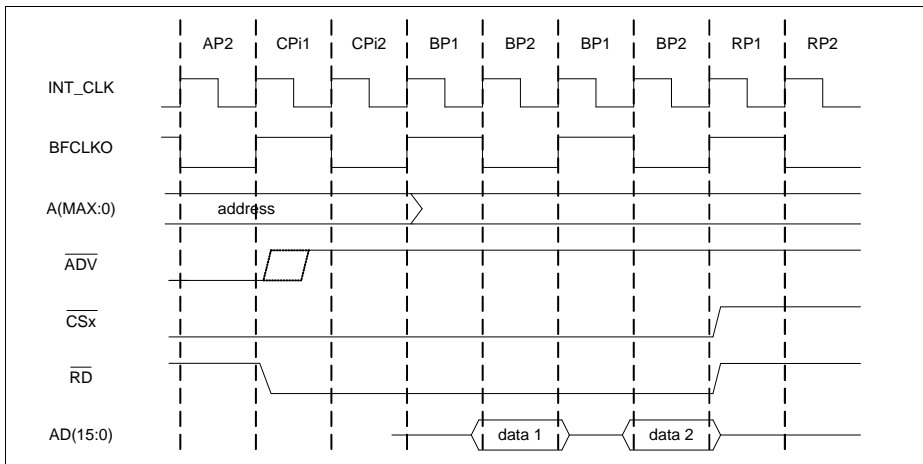 AP2 CPi1 CPi2 BP1 BP2 BP1 BP2 RP1 RP2
INT_CLK
BFCLKO
A(MAX:0) address
ADV
CSx
RD
AD(15:0) data 1 data 2